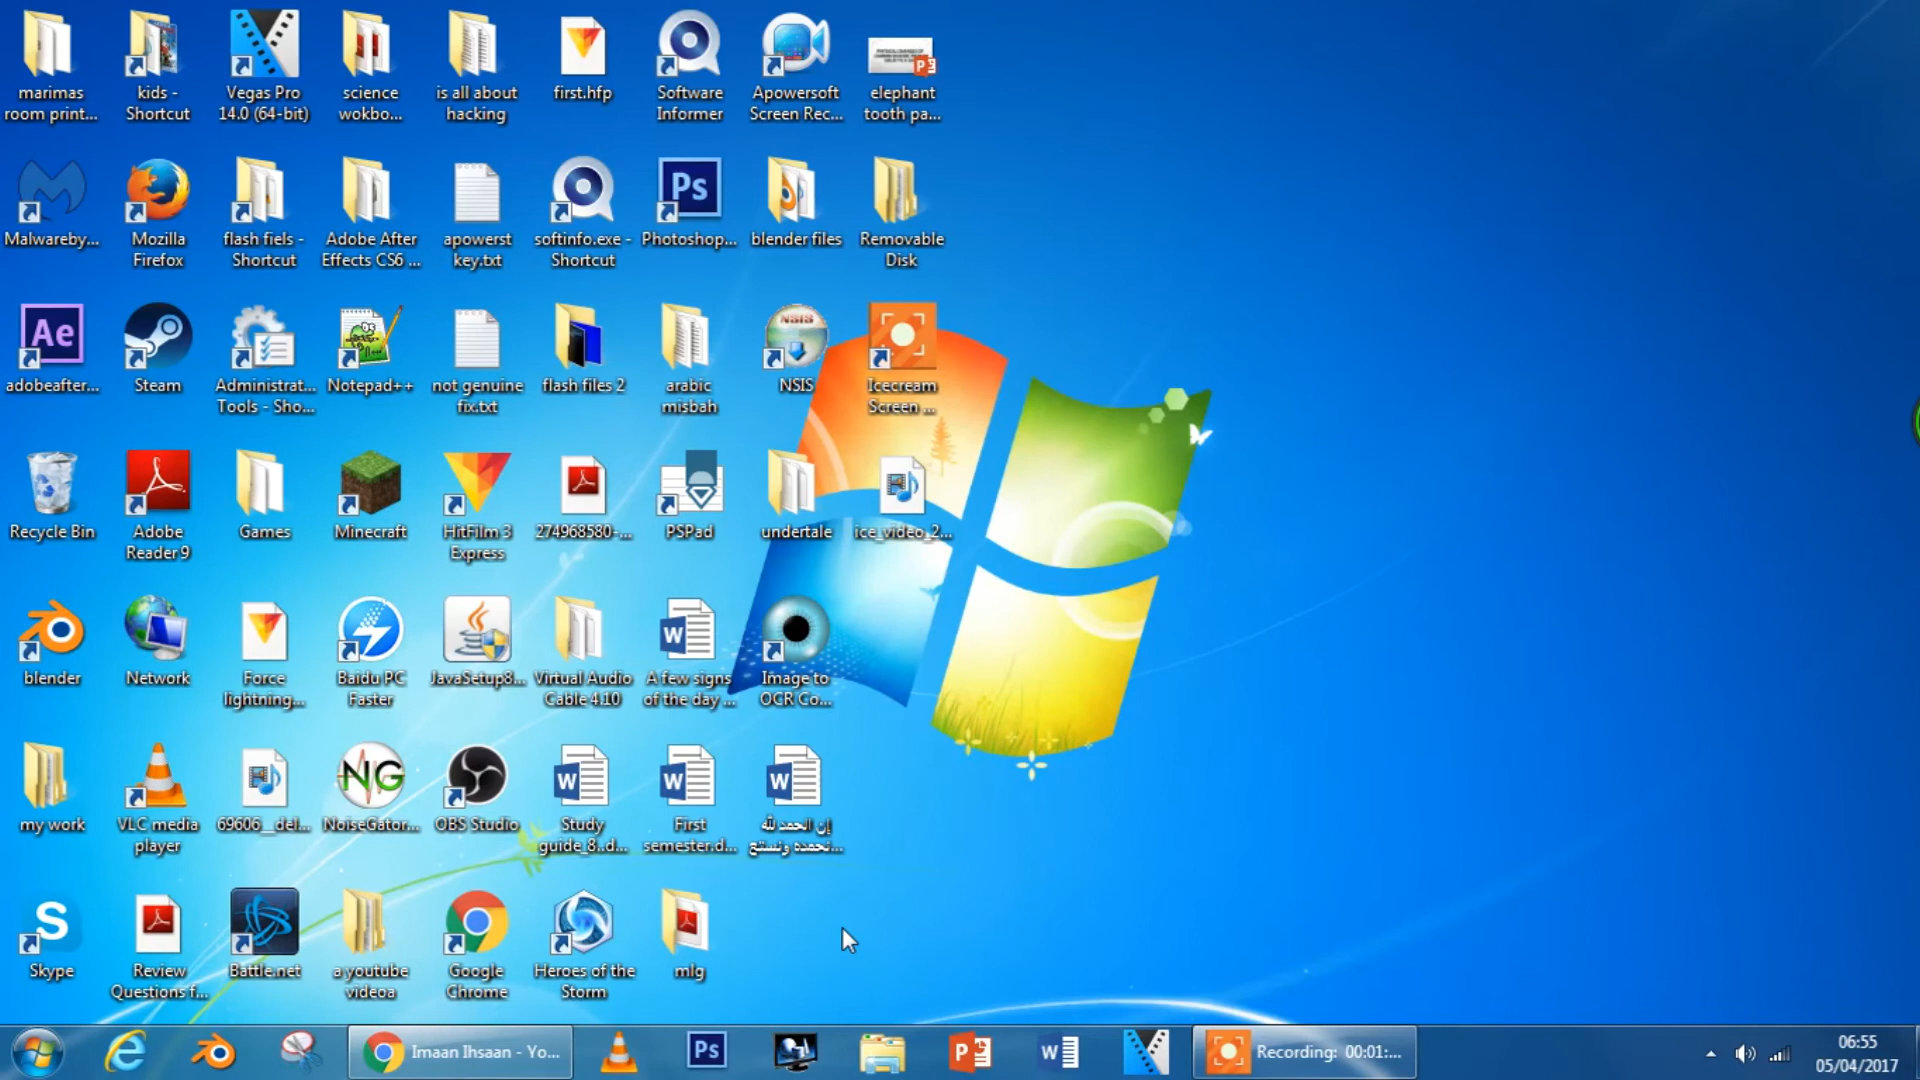 marimas
room print...
kids -
Shortcut
Vegas Pro
14.0 (64-bit)
science
wokbo...
is all about
hacking
first.hfp
Software
Informer
Apowersoft
Screen Rec...
elephant
tooth pa...
Malwareby...
Mozilla
Firefox
flash fiels -
Shortcut
Adobe After
Effects CS6 ...
apowerst
key.txt
softinfo.exe -
Shortcut
Ps
Photoshop...
blender files
Removable
Disk
Ae
adobeafter...
Steam
Administrat...
Tools - Sho...
Notepad++
not genuine
fix.txt
flash files 2
arabic
misbah
NSIS
NSIS
Icecream
Screen ...
Recycle Bin
Adobe
Reader 9
Games
Minecraft
HitFilm 3
Express
274968580-...
PSPad
undertale
ice_video_2...
blender
Network
Force
lightning...
Baidu PC
Faster
JavaSetup8...
Virtual Audio
Cable 4.10
W
A few signs
of the day ...
Image to
OCR Co...
my work
VLC media
player
69606__del...
NG
NoiseGator...
OBS Studio
W
Study
guide_8..d...
W
First
semester.d...
W
إن الحمد لله
نحمده ونستع...
S
Skype
Review
Questions f...
Battle.net
a youtube
videoa
Google
Chrome
Heroes of the
Storm
mlg
Imaan Ihsaan - Yo...
Ps
P
W
Recording: 00:01:...
06:55
05/04/2017